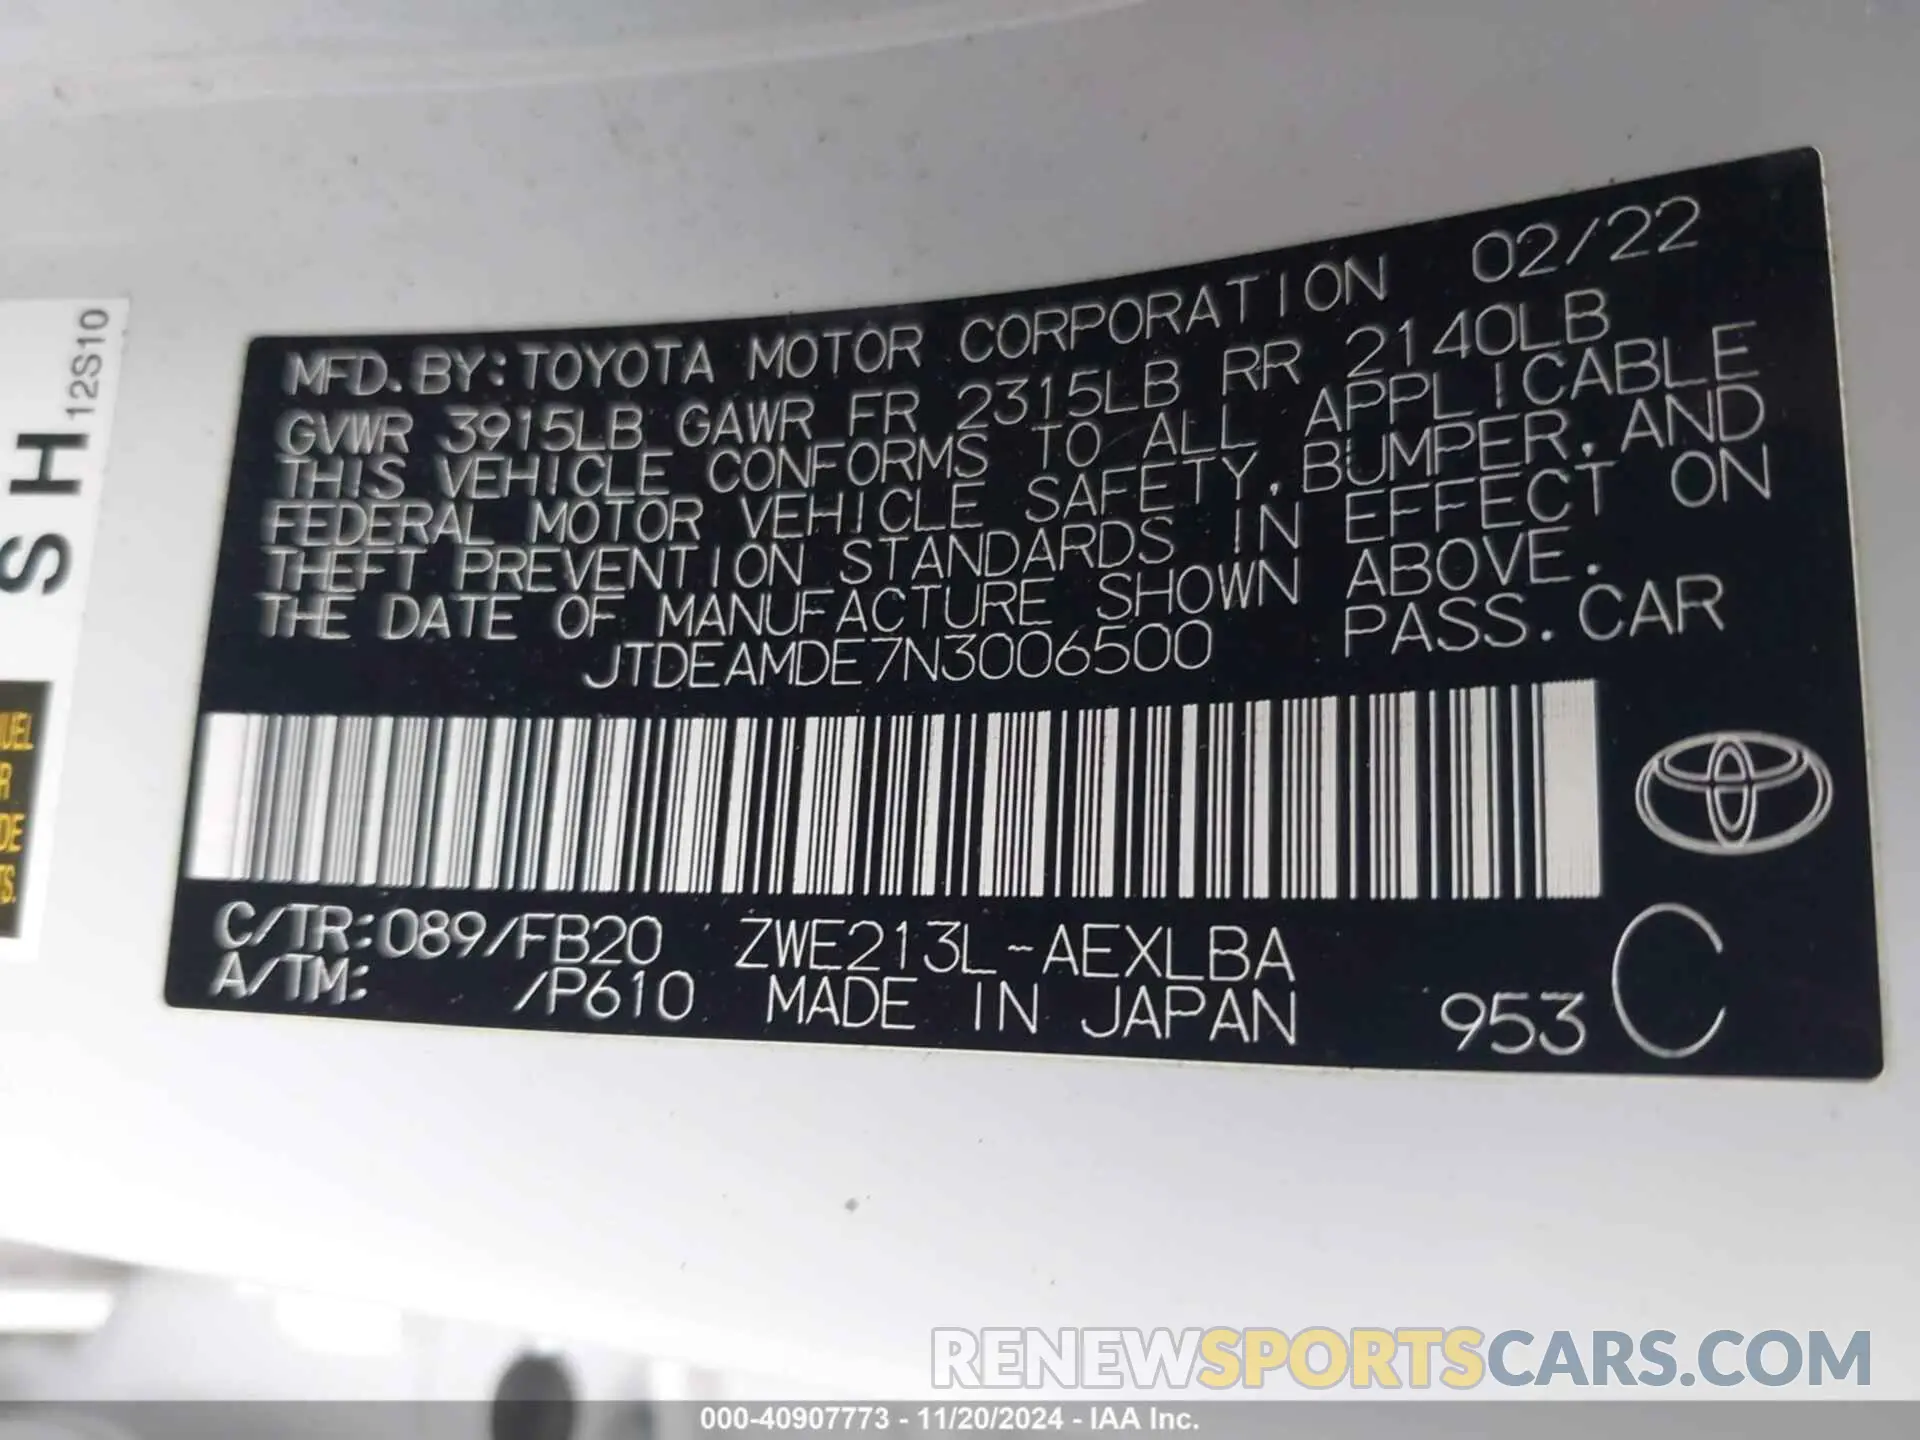 MFD. BY: TOYOTA MOTOR CORPORATION 02/22
GVWR 3915LB GAWR FR 2315LB RR 2140LB
THIS VEHICLE CONFORMS TO ALL APPLICABLE
FEDERAL MOTOR VEHICLE SAFETY, BUMPER, AND
THEFT PREVENTION STANDARDS IN EFFECT ON
THE DATE OF MANUFACTURE SHOWN ABOVE.
JTDEAMDE7N3006500 PASS. CAR
C/TR: 089/FB20 ZWE213L-AEXLBA
A/TM: /P610 MADE IN JAPAN 953 C
S H
12S10
RENEWSPORTSCARS.COM
000-40907773 - 11/20/2024 - IAA Inc.